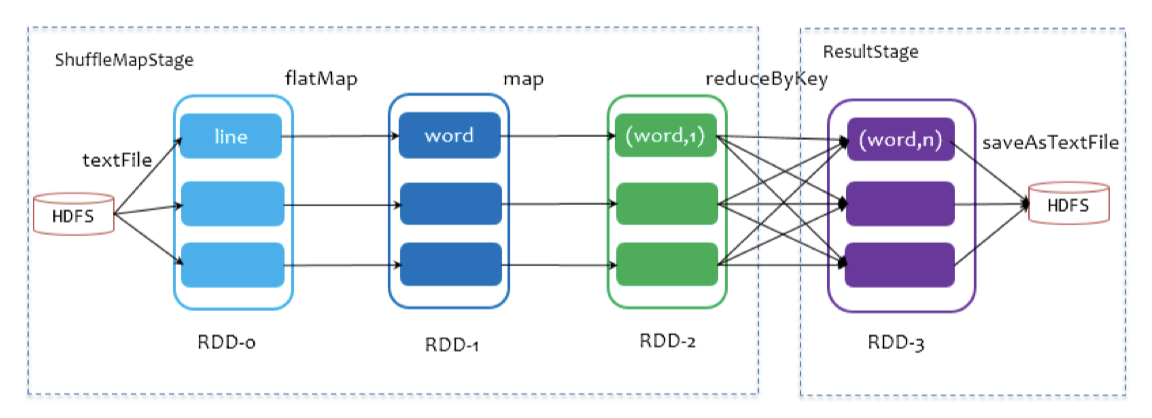 ShuffleMapStage
ResultStage
flatMap
map
reduceByKey
line
word
(word,1)
(word,n)
saveAsTextFile
textFile
HDFS
HDFS
RDD-0
RDD-1
RDD-2
RDD-3